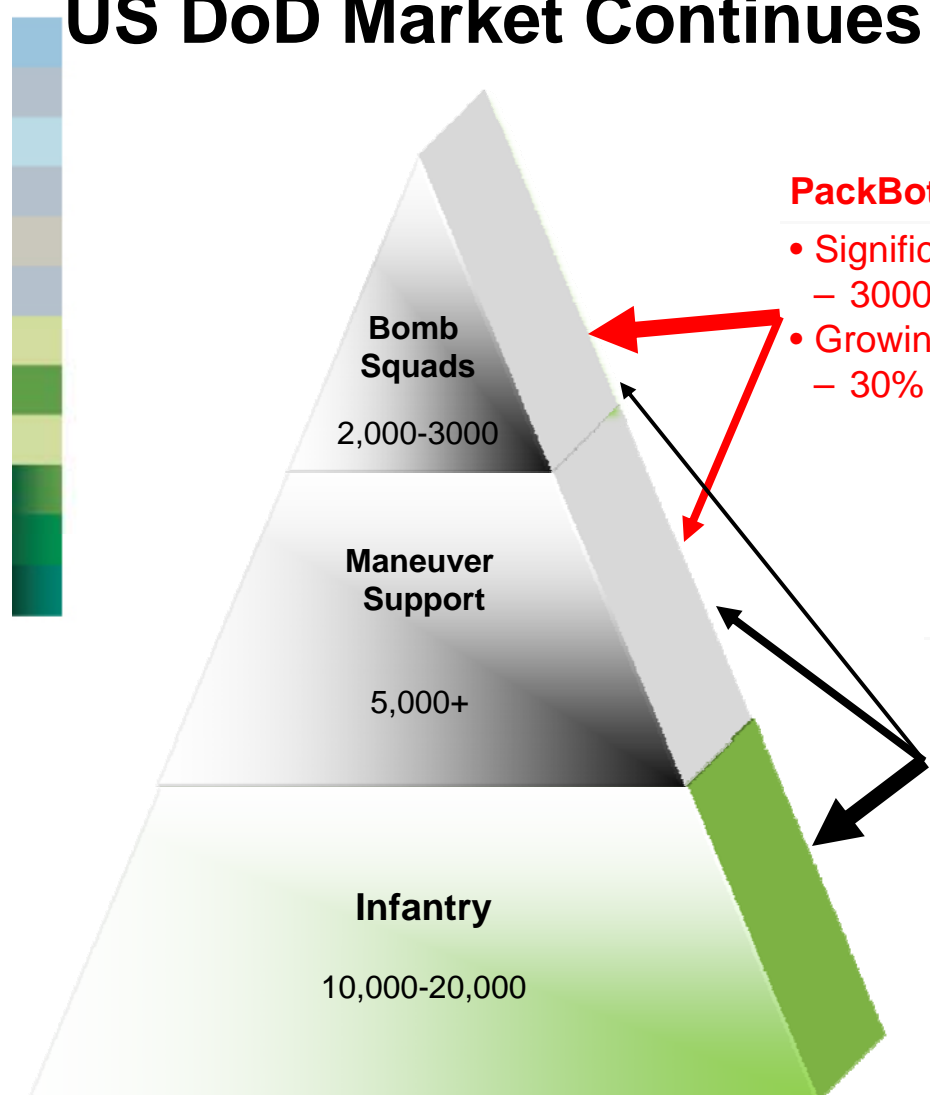 US DoD Market Continues
PackBot
• Signific
– 3000
• Growin
– 30%
Bomb
Squads
2,000-3000
Maneuver
Support
5,000+
Infantry
10,000-20,000